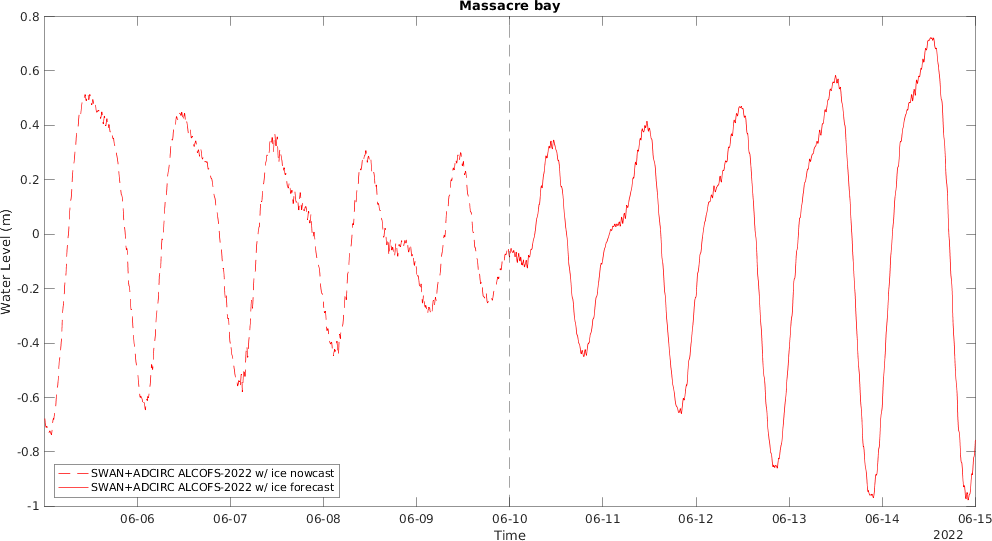 Massacre bay
0.8
0.6
0.4
0.2
0
-0.2
-0.4
-0.6
-0.8
-1
Water Level (m)
SWAN+ADCIRC ALCOFS-2022 w/ ice nowcast
SWAN+ADCIRC ALCOFS-2022 w/ ice forecast
06-06 06-07 06-08 06-09 06-10 06-11 06-12 06-13 06-14 06-15
Time
2022